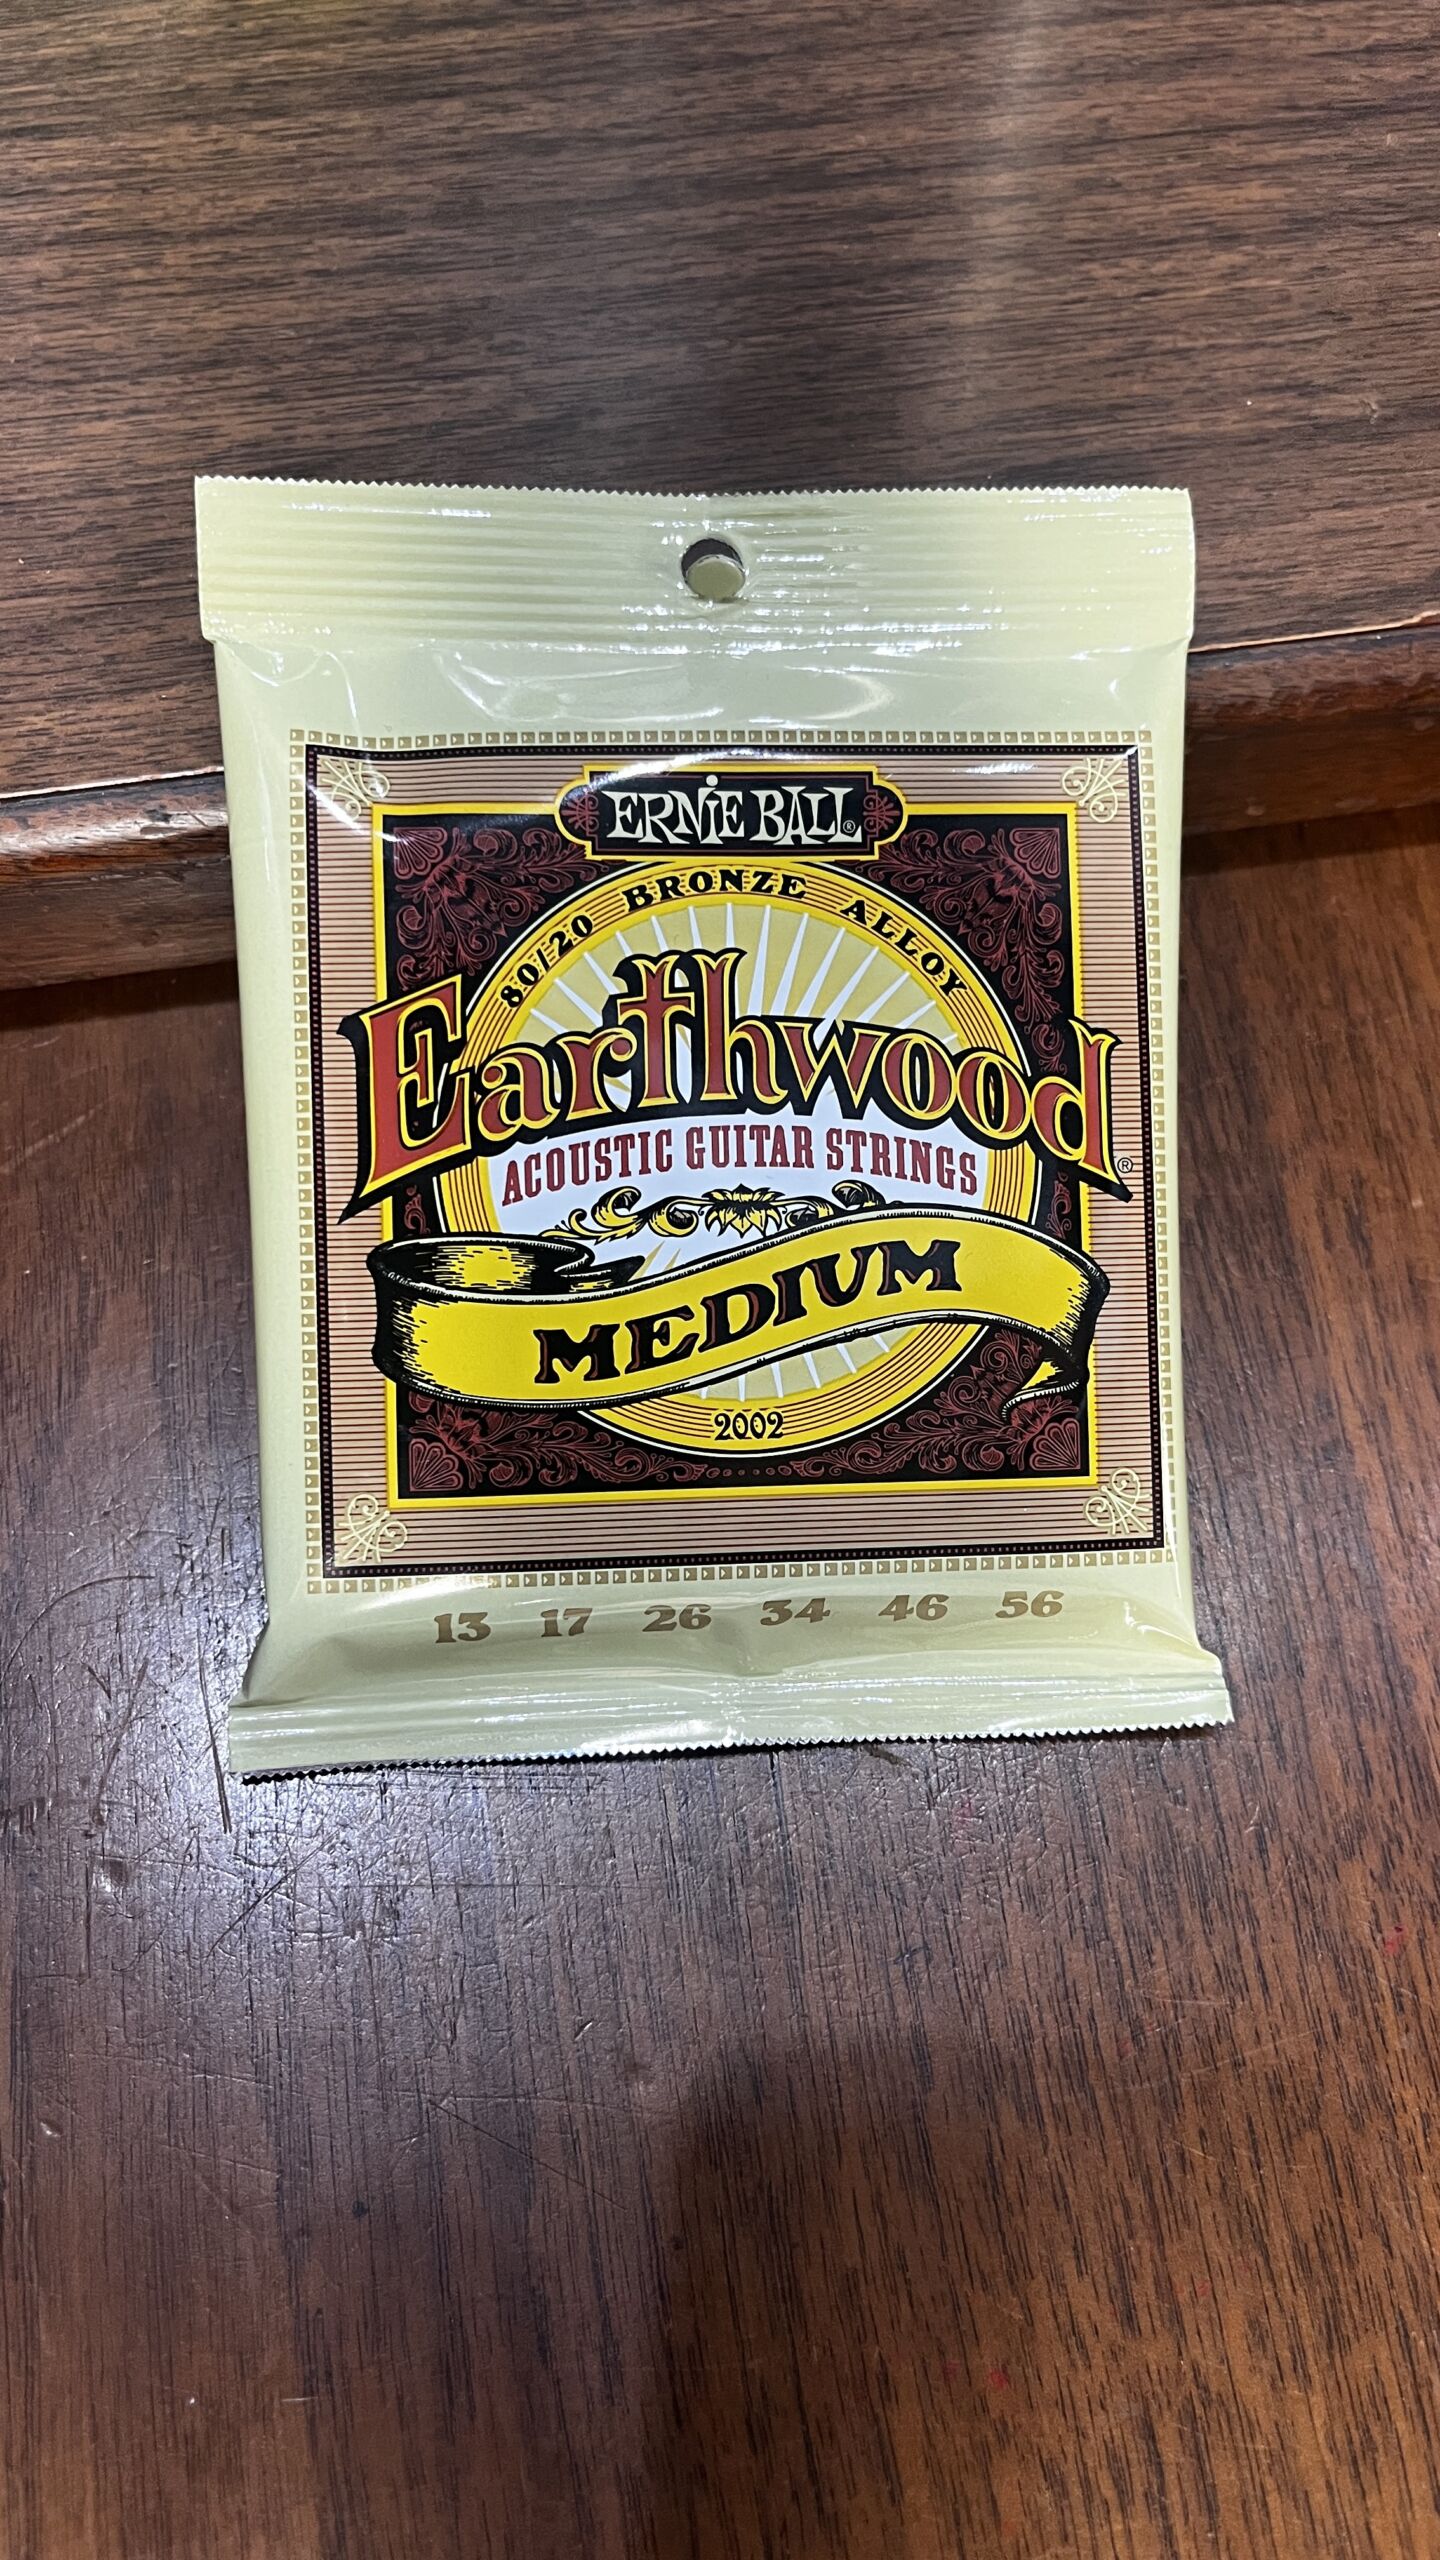 ERNIE BALL®
80/20 BRONZE ALLOY
Earthwood®
ACOUSTIC GUITAR STRINGS
MEDIUM
2002
13 17 26 34 46 56